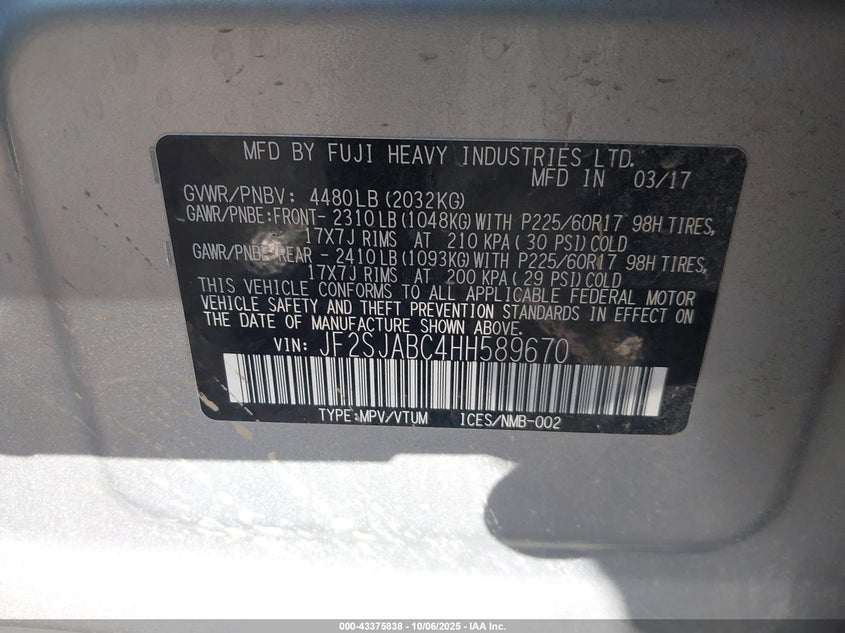 MFD BY FUJI HEAVY INDUSTRIES LTD.
MFD IN 03/17
GVWR/PNBV: 4480LB(2032KG)
GAWR/PNBE:FRONT- 2310LB(1048KG)WITH P225/60R17 98H TIRES,
17X7J RIMS AT 210 KPA( 30 PSI)COLD
GAWR/PNBE:REAR - 2410LB(1093KG)WITH P225/60R17 98H TIRES,
17X7J RIMS AT 200 KPA( 29 PSI)COLD
THIS VEHICLE CONFORMS TO ALL APPLICABLE FEDERAL MOTOR
VEHICLE SAFETY AND THEFT PREVENTION STANDARDS IN EFFECT ON
THE DATE OF MANUFACTURE SHOWN ABOVE.
VIN: JF2SJABC4HH589670
TYPE:MPV/VTUM ICES/NMB-002
000-43375838 - 10/06/2025 - IAA Inc.